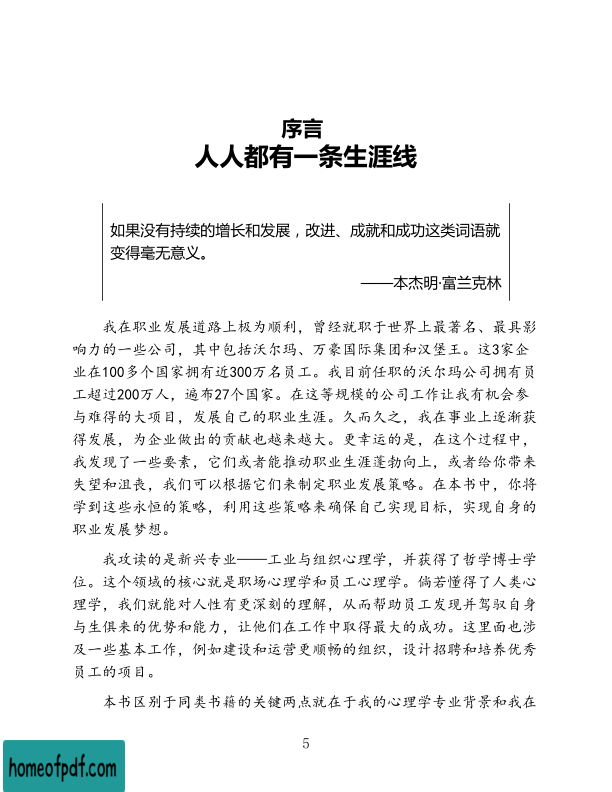 序言
人人都有一条生涯线
如果没有持续的增长和发展，改进、成就和成功这类词语就
变得毫无意义。
——本杰明·富兰克林
我在职业发展道路上极为顺利，曾经就职于世界上最著名、最具影
响力的一些公司，其中包括沃尔玛、万豪国际集团和汉堡王。这3家企
业在100多个国家拥有近300万名员工。我目前任职的沃尔玛公司拥有员
工超过200万人，遍布27个国家。在这等规模的公司工作让我有机会参
与难得的大项目，发展自己的职业生涯。久而久之，我在事业上逐渐获
得发展，为企业做出的贡献也越来越大。更幸运的是，在这个过程中，
我发现了一些要素，它们或者能推动职业生涯蓬勃向上，或者给你带来
失望和沮丧，我们可以根据它们来制定职业发展策略。在本书中，你将
学到这些永恒的策略，利用这些策略来确保自己实现目标，实现自身的
职业发展梦想。
我攻读的是新兴专业——工业与组织心理学，并获得了哲学博士学
位。这个领域的核心就是职场心理学和员工心理学。倘若懂得了人类心
理学，我们就能对人性有更深刻的理解，从而帮助员工发现并驾驭自身
与生俱来的优势和能力，让他们在工作中取得最大的成功。这里面也涉
及一些基本工作，例如建设和运营更顺畅的组织，设计招聘和培养优秀
员工的项目。
本书区别于同类书籍的关键两点就在于我的心理学专业背景和我在
5
homeofpdf.com